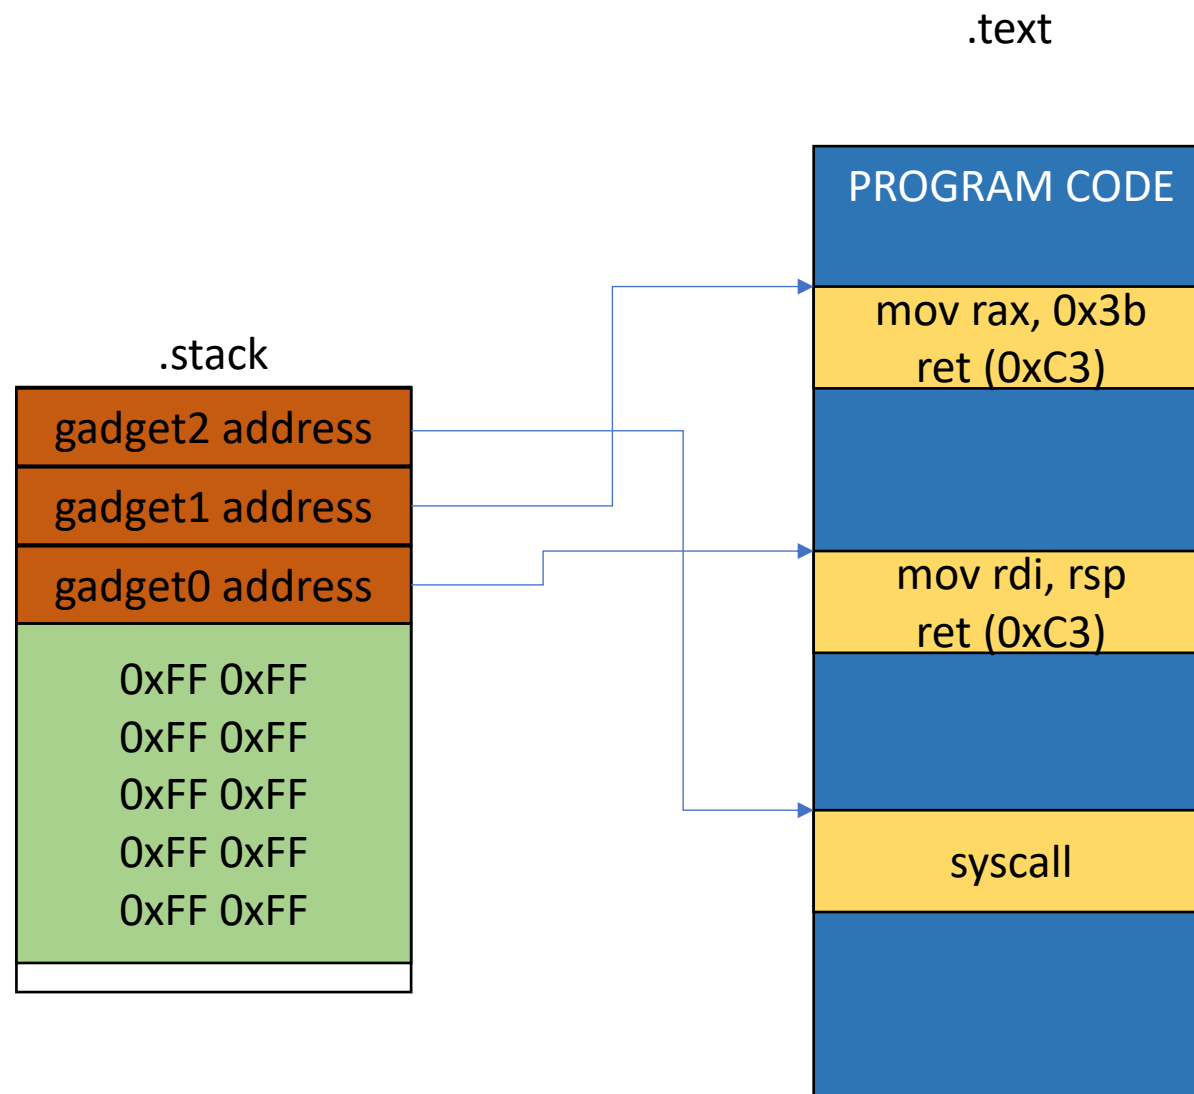 .text
PROGRAM CODE
mov rax, 0x3b
ret (0xC3)
.stack
gadget2 address
gadget1 address
gadget0 address
mov rdi, rsp
ret (0xC3)
0xFF 0xFF
0xFF 0xFF
0xFF 0xFF
0xFF 0xFF
0xFF 0xFF
syscall